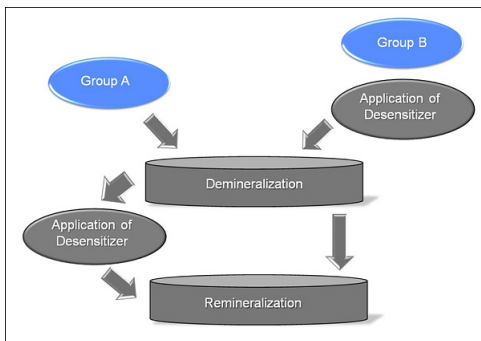 Group B
Group A
Application of
Desensitizer
Demineralization
Application of
Desensitizer
Remineralization